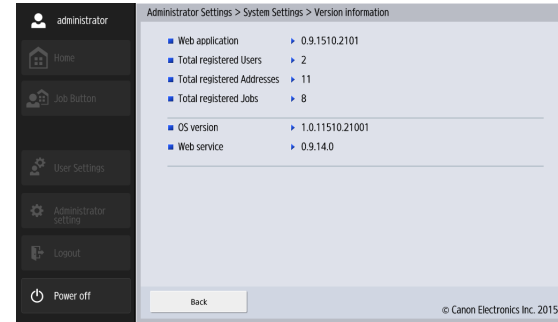 administrator
Home
Job Button
User Settings
Administrator
setting
Logout
Power off
Administrator Settings > System Settings > Version information
Web application 0.9.1510.2101
Total registered Users 2
Total registered Addresses 11
Total registered Jobs 8
OS version 1.0.11510.21001
Web service 0.9.14.0
Back
© Canon Electronics Inc. 2015